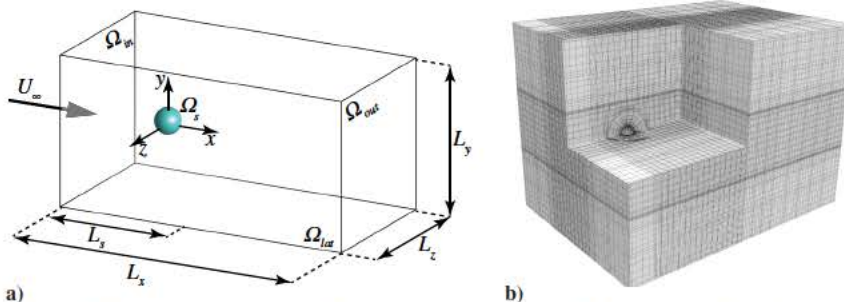 Ω_in
U_∞
y
Ω_s
x
z
Ω_out
L_y
L_s
Ω_lat
L_z
L_x
a)
b)